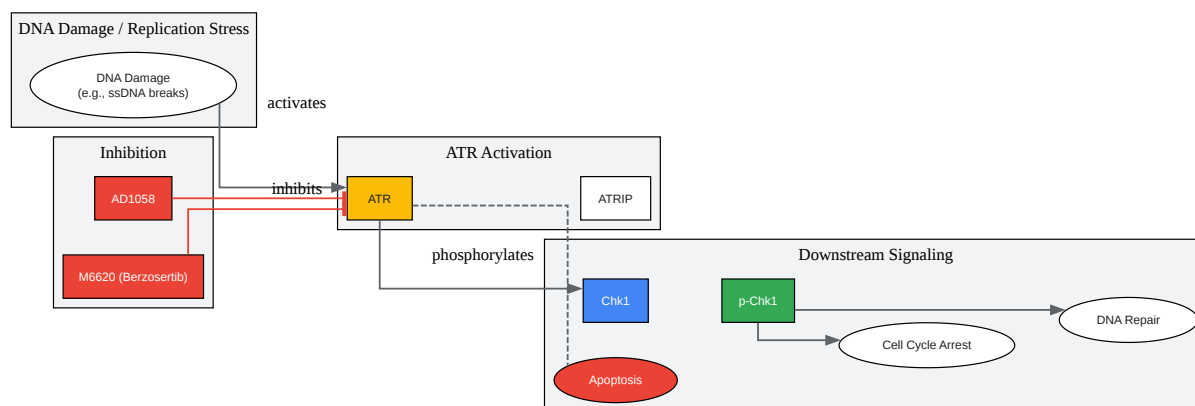 DNA Damage / Replication Stress
DNA Damage
(e.g., ssDNA breaks)
activates
Inhibition
ATR Activation
AD1058
inhibits
ATR
ATRIP
M6620 (Berzosertib)
phosphorylates
Downstream Signaling
Chk1
p-Chk1
DNA Repair
Cell Cycle Arrest
Apoptosis